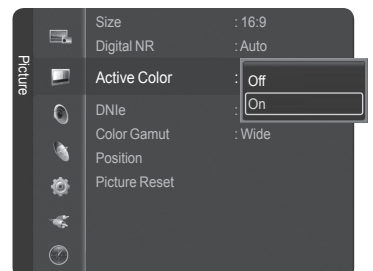 Picture
Size : 16:9
Digital NR : Auto
Active Color : Off
On
DNIe :
Color Gamut : Wide
Position
Picture Reset